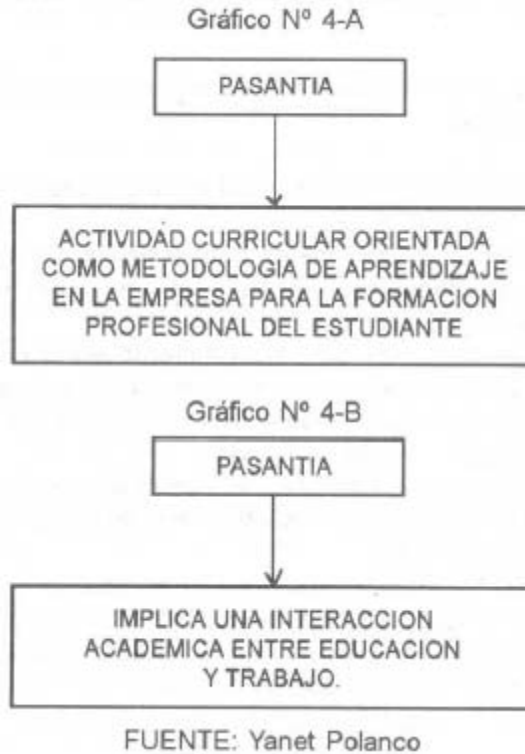 Gráfico Nº 4-A
PASANTIA
ACTIVIDAD CURRICULAR ORIENTADA
COMO METODOLOGIA DE APRENDIZAJE
EN LA EMPRESA PARA LA FORMACION
PROFESIONAL DEL ESTUDIANTE
Gráfico Nº 4-B
PASANTIA
IMPLICA UNA INTERACCION
ACADEMICA ENTRE EDUCACION
Y TRABAJO.
FUENTE: Yanet Polanco